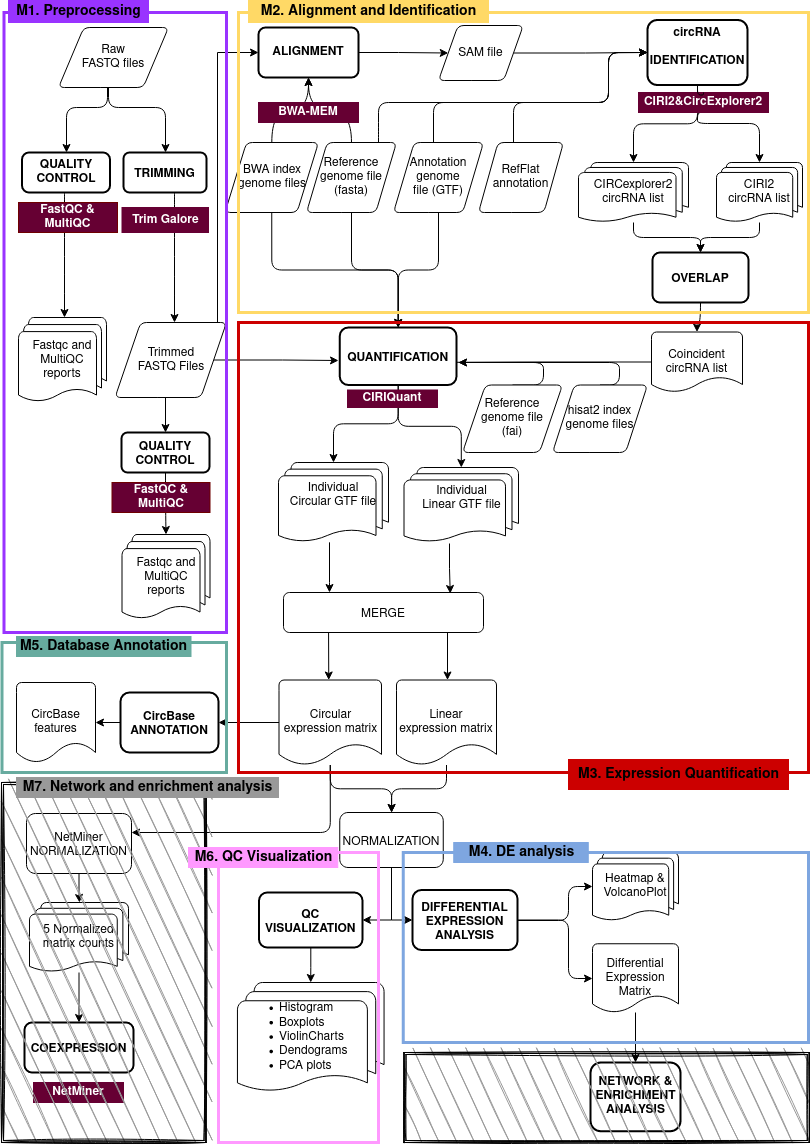 M1. Preprocessing
Raw
FASTQ files
QUALITY
CONTROL
TRIMMING
FastQC &
MultiQC
Trim Galore
Fastqc and
MultiQC
reports
Trimmed
FASTQ Files
QUALITY
CONTROL
FastQC &
MultiQC
Fastqc and
MultiQC
reports
M2. Alignment and Identification
ALIGNMENT
SAM file
circRNA
IDENTIFICATION
BWA-MEM
CIRI2&CircExplorer2
BWA index
genome files
Reference
genome file
(fasta)
Annotation
genome
file (GTF)
RefFlat
annotation
CIRCexplorer2
circRNA list
CIRI2
circRNA list
OVERLAP
QUANTIFICATION
CIRIQuant
Coincident
circRNA list
Reference
genome file
(fai)
hisat2 index
genome files
Individual
Circular GTF file
Individual
Linear GTF file
MERGE
Circular
expression matrix
Linear
expression matrix
M3. Expression Quantification
M5. Database Annotation
CircBase
features
CircBase
ANNOTATION
M7. Network and enrichment analysis
NetMiner
NORMALIZATION
5 Normalized
matrix counts
COEXPRESSION
NetMiner
NORMALIZATION
M6. QC Visualization
QC
VISUALIZATION
• Histogram
• Boxplots
• ViolinCharts
• Dendograms
• PCA plots
M4. DE analysis
DIFFERENTIAL
EXPRESSION
ANALYSIS
Heatmap &
VolcanoPlot
Differential
Expression
Matrix
NETWORK &
ENRICHMENT
ANALYSIS